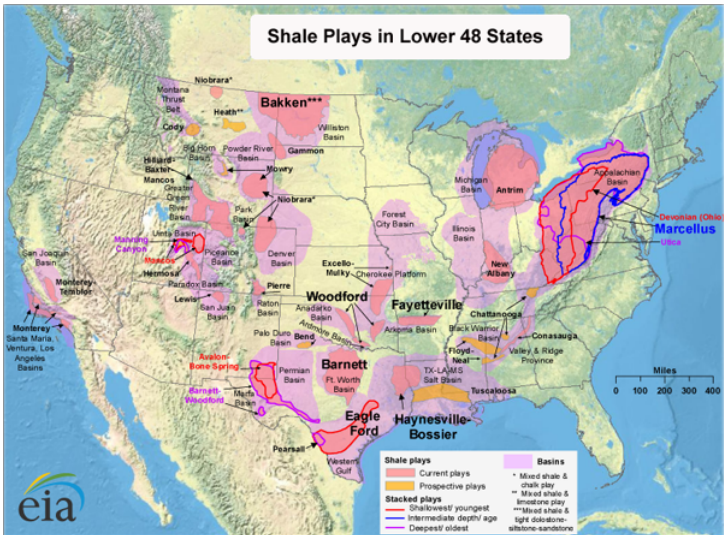 Shale Plays in Lower 48 States
Niobrara*
Montana
Thrust
Belt
Bakken***
Heath**
Cody
Williston
Basin
Big Horn
Basin
Powder River
Basin
Gammon
Hilliard-
Baxter-
Mancos
Mowry
Greater
Green
River
Basin
Park
Basin
Niobrara*
Michigan
Basin
Antrim
Appalachian
Basin
Devonian (Ohio)
Marcellus
Utica
Forest
City Basin
Illinois
Basin
Uinta Basin
Manning
Canyon
Mancos
Piceance
Basin
Denver
Basin
San Joaquin
Basin
Hermosa
Paradox Basin
Excello-
Mulky
Cherokee Platform
New
Albany
Monterey-
Temblor
Lewis
San Juan
Basin
Pierre
Raton
Basin
Woodford
Anadarko
Basin
Fayetteville
Chattanooga
Monterey
Santa Maria,
Ventura, Los
Angeles
Basins
Palo Duro
Basin
Bend
Ardmore Basin
Arkoma Basin
Black Warrior
Basin
Conasauga
Floyd-
Neal***
Valley & Ridge
Province
Avalon-
Bone Spring
Permian
Basin
Barnett
Ft. Worth
Basin
TX-LA-MS
Salt Basin
Tuscaloosa
Barnett-
Woodford
Marfa
Basin
Eagle
Ford
Haynesville-
Bossier
Pearsall
Western
Gulf
Miles
0 100 200 300 400
Shale plays
Current plays
Prospective plays
Stacked plays
Shallowest/ youngest
Intermediate depth/ age
Deepest/ oldest
Basins
* Mixed shale &
chalk play
** Mixed shale &
limestone play
***Mixed shale &
tight dolostone-
siltstone-sandstone
eia